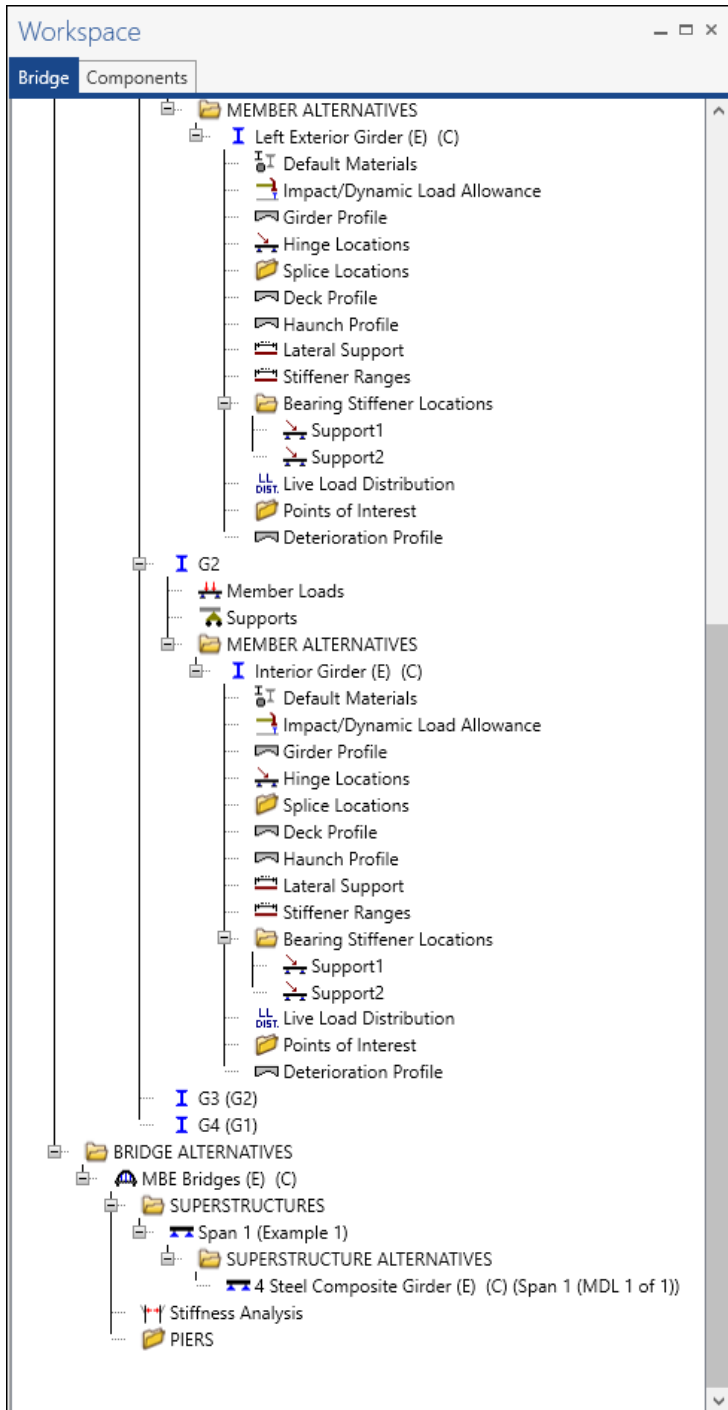 Workspace
Bridge Components
MEMBER ALTERNATIVES
Left Exterior Girder (E) (C)
Default Materials
Impact/Dynamic Load Allowance
Girder Profile
Hinge Locations
Splice Locations
Deck Profile
Haunch Profile
Lateral Support
Stiffener Ranges
Bearing Stiffener Locations
Support1
Support2
LL DIST. Live Load Distribution
Points of Interest
Deterioration Profile
G2
Member Loads
Supports
MEMBER ALTERNATIVES
Interior Girder (E) (C)
Default Materials
Impact/Dynamic Load Allowance
Girder Profile
Hinge Locations
Splice Locations
Deck Profile
Haunch Profile
Lateral Support
Stiffener Ranges
Bearing Stiffener Locations
Support1
Support2
LL DIST. Live Load Distribution
Points of Interest
Deterioration Profile
G3 (G2)
G4 (G1)
BRIDGE ALTERNATIVES
MBE Bridges (E) (C)
SUPERSTRUCTURES
Span 1 (Example 1)
SUPERSTRUCTURE ALTERNATIVES
4 Steel Composite Girder (E) (C) (Span 1 (MDL 1 of 1))
Stiffness Analysis
PIERS